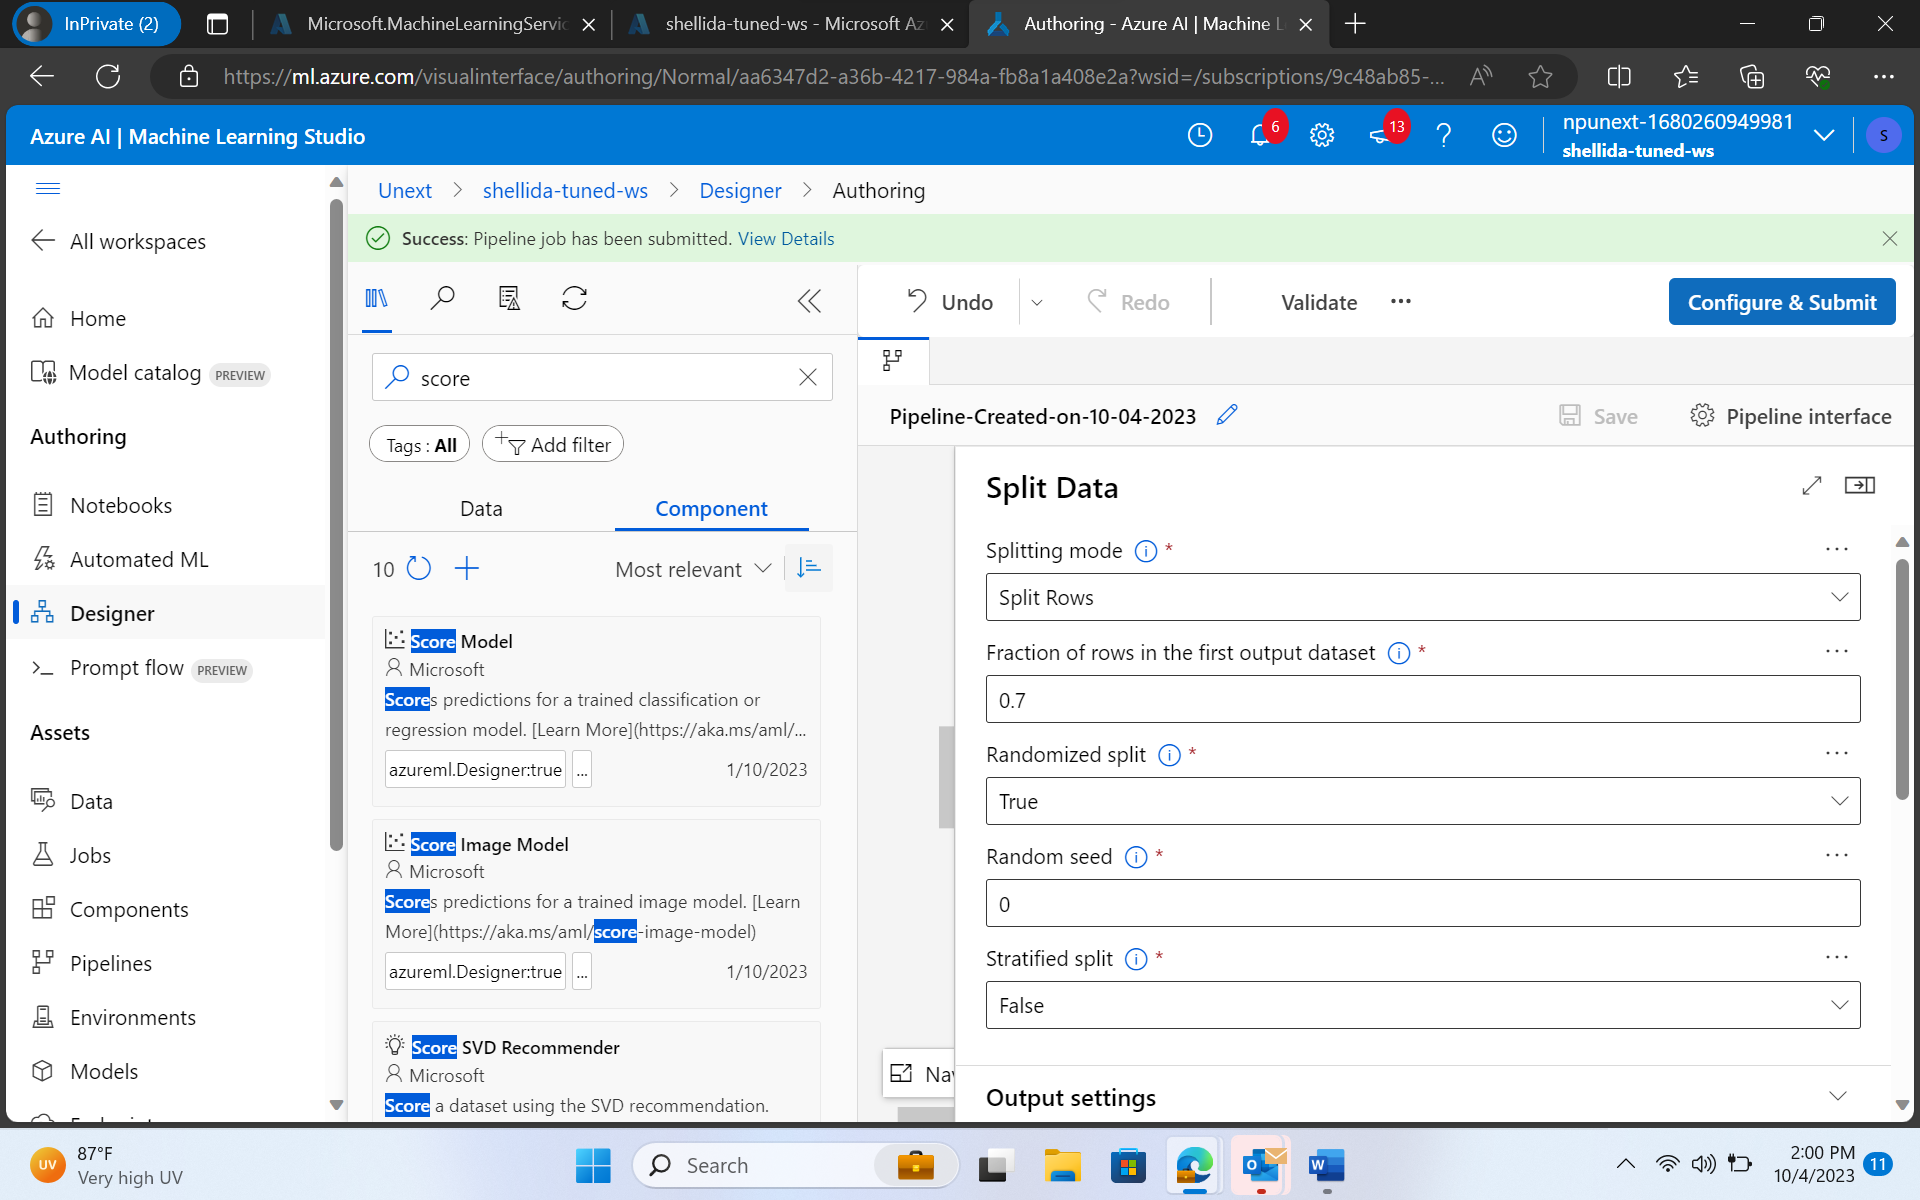 InPrivate (2)
Microsoft.MachineLearningServic
shellida-tuned-ws - Microsoft Az
Authoring - Azure AI | Machine L
https://ml.azure.com/visualinterface/authoring/Normal/aa6347d2-a36b-4217-984a-fb8a1a408e2a?wsid=/subscriptions/9c48ab85-...
Azure AI | Machine Learning Studio
6
13
npunext-1680260949981
shellida-tuned-ws
S
All workspaces
Home
Model catalog PREVIEW
Authoring
Notebooks
Automated ML
Designer
Prompt flow PREVIEW
Assets
Data
Jobs
Components
Pipelines
Environments
Models
Unext > shellida-tuned-ws > Designer > Authoring
Success: Pipeline job has been submitted. View Details
score
Tags : All
Add filter
Data
Component
10
Most relevant
Score Model
Microsoft
Scores predictions for a trained classification or
regression model. [Learn More](https://aka.ms/aml/...
azureml.Designer:true
...
1/10/2023
Score Image Model
Microsoft
Scores predictions for a trained image model. [Learn
More](https://aka.ms/aml/score-image-model)
azureml.Designer:true
...
1/10/2023
Score SVD Recommender
Microsoft
Score a dataset using the SVD recommendation.
Undo
Redo
Validate
Configure & Submit
Pipeline-Created-on-10-04-2023
Save
Pipeline interface
Nav
Split Data
Splitting mode *
Split Rows
Fraction of rows in the first output dataset *
0.7
Randomized split *
True
Random seed *
0
Stratified split *
False
Output settings
UV
87°F
Very high UV
Search
2:00 PM
10/4/2023
11